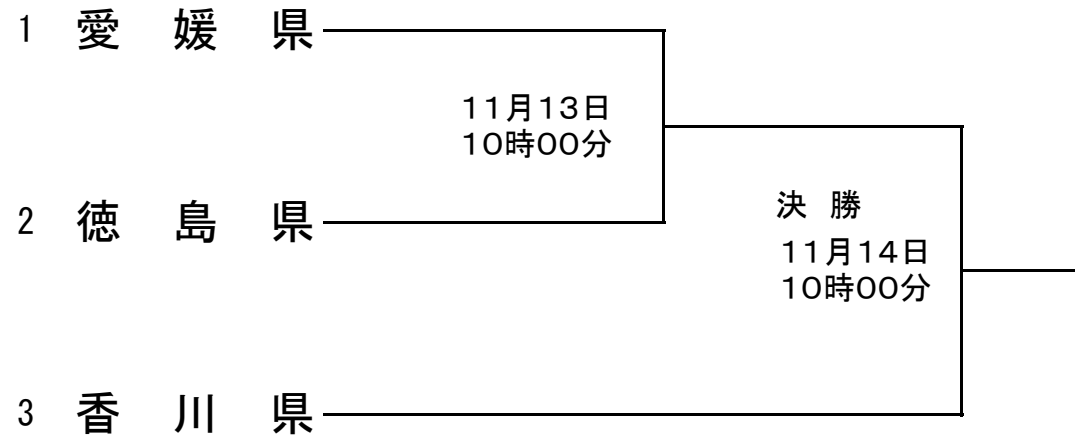 1 愛 媛 県
11月13日
10時00分
2 徳 島 県
決 勝
11月14日
10時00分
3 香 川 県